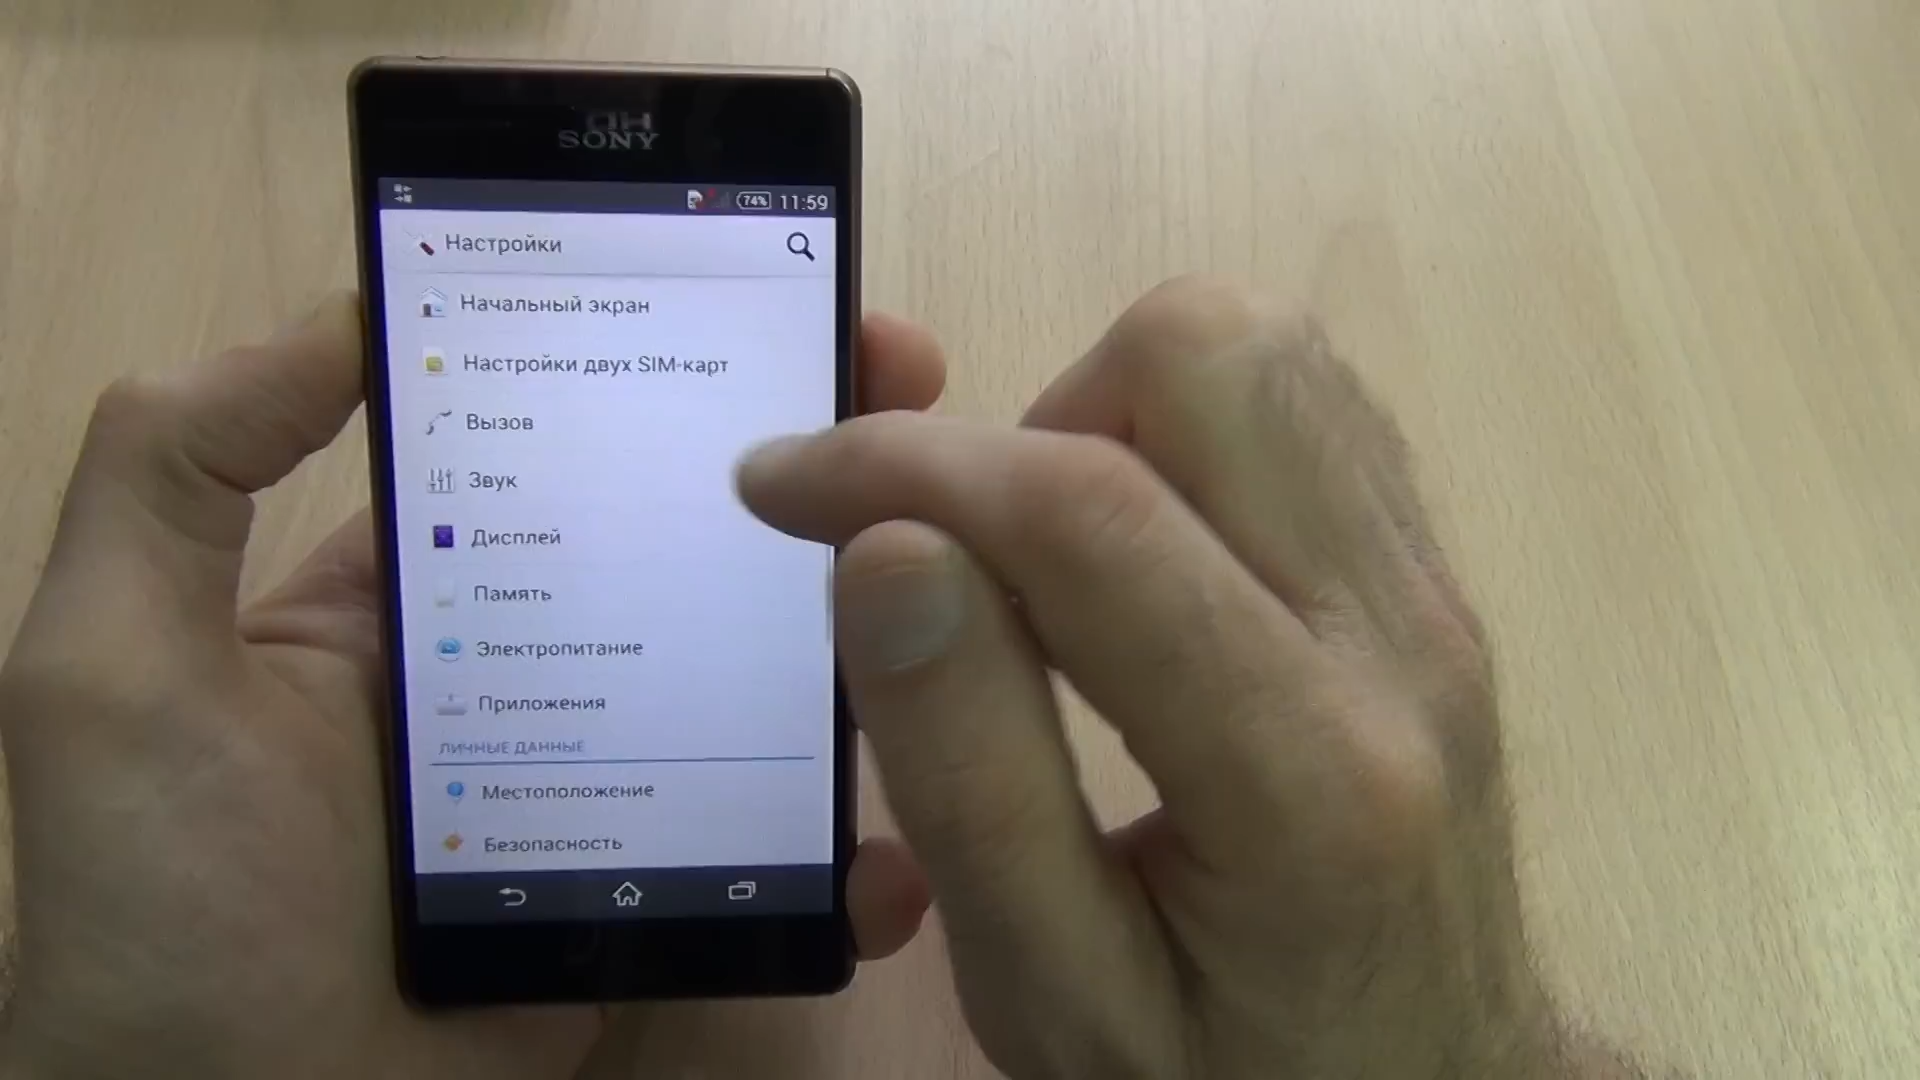 SONY
74% 11:59
Настройки
Начальный экран
Настройки двух SIM-карт
Вызов
Звук
Дисплей
Память
Электропитание
Приложения
ЛИЧНЫЕ ДАННЫЕ
Местоположение
Безопасность